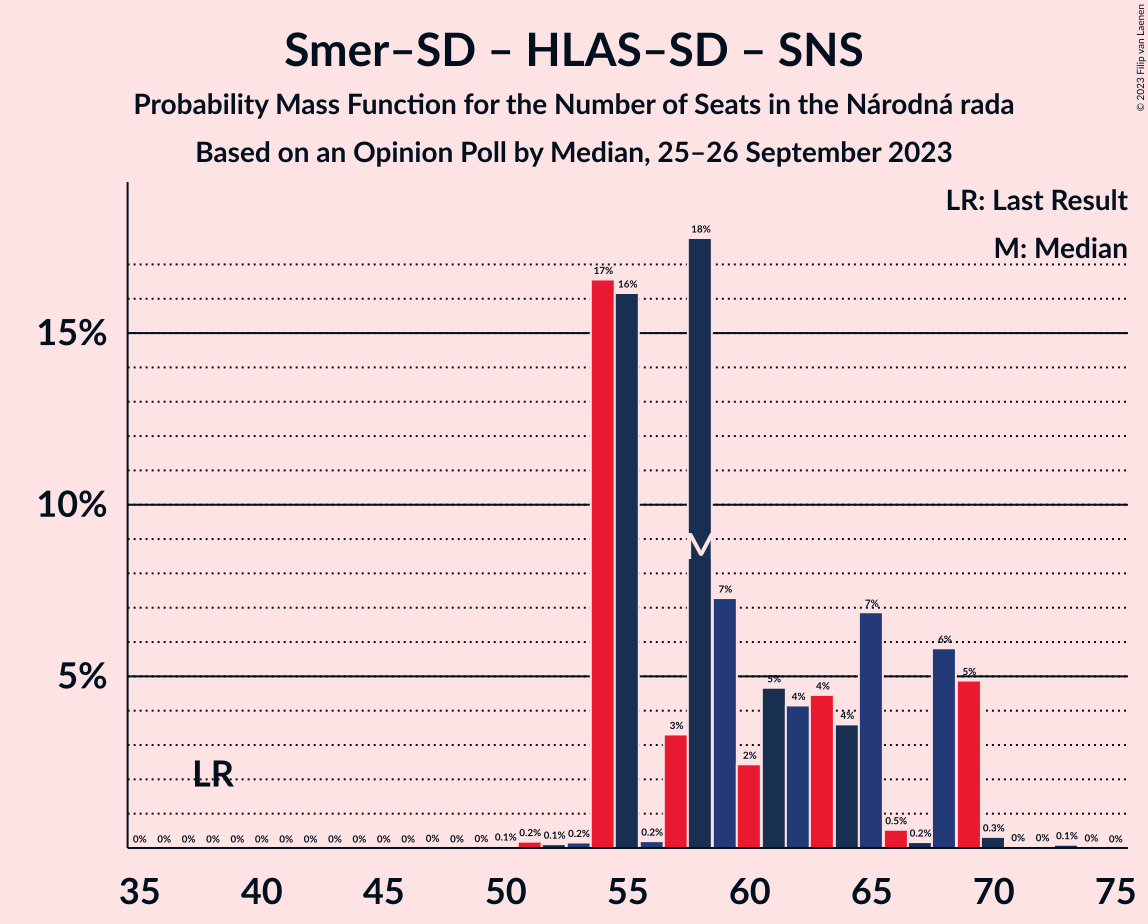 Smer–SD – HLAS–SD – SNS
Probability Mass Function for the Number of Seats in the Národná rada
Based on an Opinion Poll by Median, 25–26 September 2023
© 2023 Filip van Laenen
LR: Last Result
M: Median
15%
10%
5%
LR
M
0% 0% 0% 0% 0% 0% 0% 0% 0% 0% 0% 0% 0% 0% 0% 0.1% 0.2% 0.1% 0.2% 17% 16% 0.2% 3% 18% 7% 2% 5% 4% 4% 4% 7% 0.5% 0.2% 6% 5% 0.3% 0% 0% 0.1% 0% 0%
35 40 45 50 55 60 65 70 75